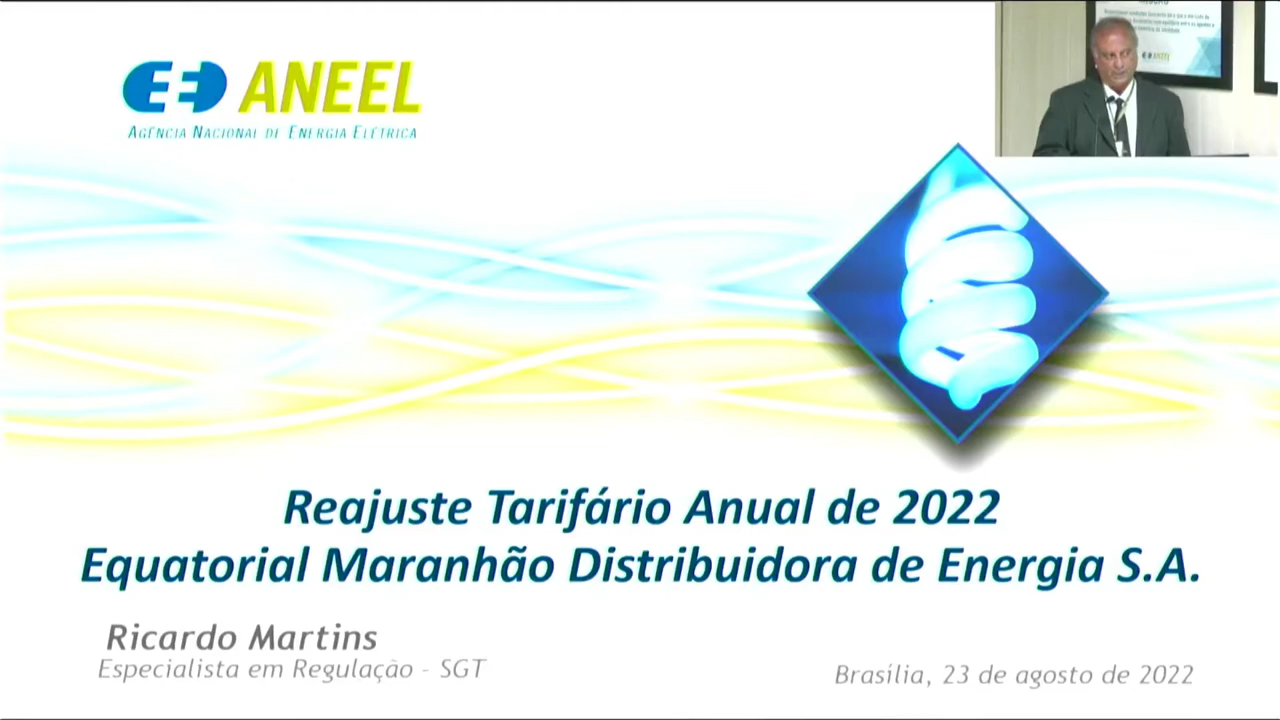 ANEEL
AGÊNCIA NACIONAL DE ENERGIA ELÉTRICA
ANEEL
Reajuste Tarifário Anual de 2022
Equatorial Maranhão Distribuidora de Energia S.A.
Ricardo Martins
Especialista em Regulação - SGT
Brasília, 23 de agosto de 2022